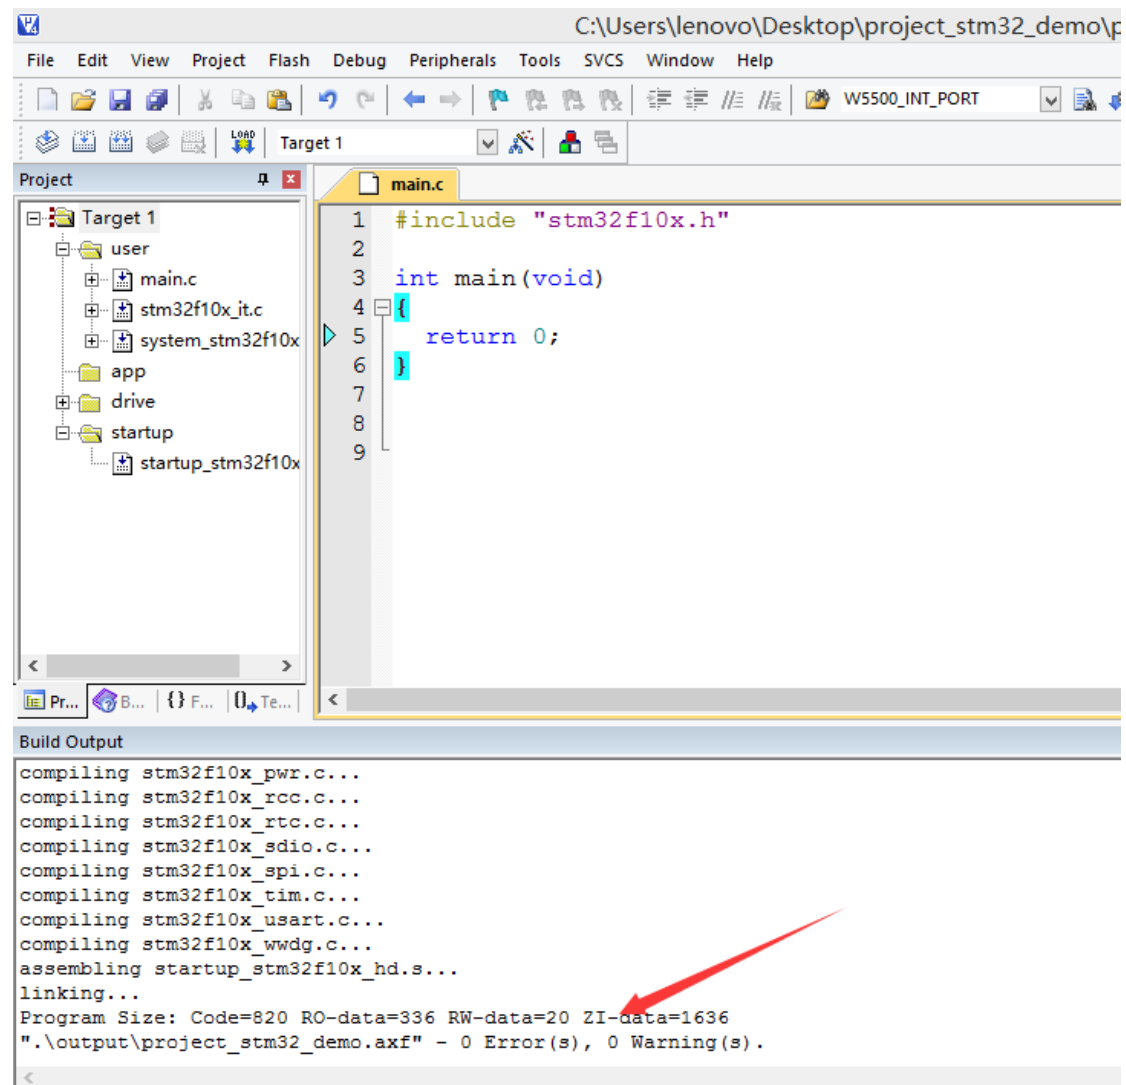 C:\Users\lenovo\Desktop\project_stm32_demo\p
File Edit View Project Flash Debug Peripherals Tools SVCS Window Help
W5500_INT_PORT
LOAD Target 1
Project
main.c
Target 1
user
main.c
stm32f10x_it.c
system_stm32f10x
app
drive
startup
startup_stm32f10x
1 #include "stm32f10x.h"
2
3 int main(void)
4 {
5 return 0;
6 }
7
8
9
Pr... B... {} F... 0 Te...
Build Output
compiling stm32f10x_pwr.c...
compiling stm32f10x_rcc.c...
compiling stm32f10x_rtc.c...
compiling stm32f10x_sdio.c...
compiling stm32f10x_spi.c...
compiling stm32f10x_tim.c...
compiling stm32f10x_usart.c...
compiling stm32f10x_wwdg.c...
assembling startup_stm32f10x_hd.s...
linking...
Program Size: Code=820 RO-data=336 RW-data=20 ZI-data=1636
".\output\project_stm32_demo.axf" - 0 Error(s), 0 Warning(s).